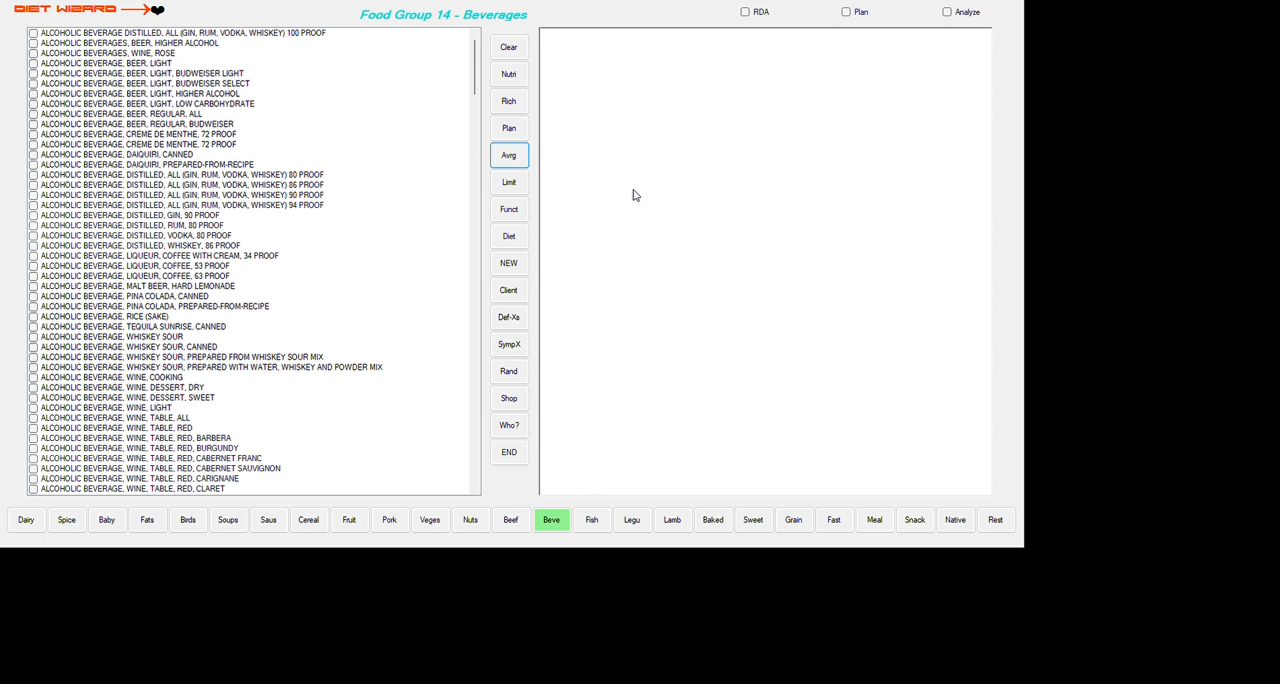 DIET WIZARD
Food Group 14 - Beverages
RDA
Plan
Analyze
ALCOHOLIC BEVERAGE DISTILLED, ALL (GIN, RUM, VODKA, WHISKEY) 100 PROOF
ALCOHOLIC BEVERAGES, BEER, HIGHER ALCOHOL
ALCOHOLIC BEVERAGES, WINE, ROSE
ALCOHOLIC BEVERAGE, BEER, LIGHT
ALCOHOLIC BEVERAGE, BEER, LIGHT, BUDWEISER LIGHT
ALCOHOLIC BEVERAGE, BEER, LIGHT, BUDWEISER SELECT
ALCOHOLIC BEVERAGE, BEER, LIGHT, HIGHER ALCOHOL
ALCOHOLIC BEVERAGE, BEER, LIGHT, LOW CARBOHYDRATE
ALCOHOLIC BEVERAGE, BEER, REGULAR, ALL
ALCOHOLIC BEVERAGE, BEER, REGULAR, BUDWEISER
ALCOHOLIC BEVERAGE, CREME DE MENTHE, 72 PROOF
ALCOHOLIC BEVERAGE, CREME DE MENTHE, 72 PROOF
ALCOHOLIC BEVERAGE, DAIQUIRI, CANNED
ALCOHOLIC BEVERAGE, DAIQUIRI, PREPARED-FROM-RECIPE
ALCOHOLIC BEVERAGE, DISTILLED, ALL (GIN, RUM, VODKA, WHISKEY) 80 PROOF
ALCOHOLIC BEVERAGE, DISTILLED, ALL (GIN, RUM, VODKA, WHISKEY) 86 PROOF
ALCOHOLIC BEVERAGE, DISTILLED, ALL (GIN, RUM, VODKA, WHISKEY) 90 PROOF
ALCOHOLIC BEVERAGE, DISTILLED, ALL (GIN, RUM, VODKA, WHISKEY) 94 PROOF
ALCOHOLIC BEVERAGE, DISTILLED, GIN, 90 PROOF
ALCOHOLIC BEVERAGE, DISTILLED, RUM, 80 PROOF
ALCOHOLIC BEVERAGE, DISTILLED, VODKA, 80 PROOF
ALCOHOLIC BEVERAGE, DISTILLED, WHISKEY, 86 PROOF
ALCOHOLIC BEVERAGE, LIQUEUR, COFFEE WITH CREAM, 34 PROOF
ALCOHOLIC BEVERAGE, LIQUEUR, COFFEE, 53 PROOF
ALCOHOLIC BEVERAGE, LIQUEUR, COFFEE, 63 PROOF
ALCOHOLIC BEVERAGE, MALT BEER, HARD LEMONADE
ALCOHOLIC BEVERAGE, PINA COLADA, CANNED
ALCOHOLIC BEVERAGE, PINA COLADA, PREPARED-FROM-RECIPE
ALCOHOLIC BEVERAGE, RICE (SAKE)
ALCOHOLIC BEVERAGE, TEQUILA SUNRISE, CANNED
ALCOHOLIC BEVERAGE, WHISKEY SOUR
ALCOHOLIC BEVERAGE, WHISKEY SOUR, CANNED
ALCOHOLIC BEVERAGE, WHISKEY SOUR, PREPARED FROM WHISKEY SOUR MIX
ALCOHOLIC BEVERAGE, WHISKEY SOUR, PREPARED WITH WATER, WHISKEY AND POWDER MIX
ALCOHOLIC BEVERAGE, WINE, COOKING
ALCOHOLIC BEVERAGE, WINE, DESSERT, DRY
ALCOHOLIC BEVERAGE, WINE, DESSERT, SWEET
ALCOHOLIC BEVERAGE, WINE, LIGHT
ALCOHOLIC BEVERAGE, WINE, TABLE, ALL
ALCOHOLIC BEVERAGE, WINE, TABLE, RED
ALCOHOLIC BEVERAGE, WINE, TABLE, RED, BARBERA
ALCOHOLIC BEVERAGE, WINE, TABLE, RED, BURGUNDY
ALCOHOLIC BEVERAGE, WINE, TABLE, RED, CABERNET FRANC
ALCOHOLIC BEVERAGE, WINE, TABLE, RED, CABERNET SAUVIGNON
ALCOHOLIC BEVERAGE, WINE, TABLE, RED, CARIGNANE
ALCOHOLIC BEVERAGE, WINE, TABLE, RED, CLARET
Clear
Nutri
Rich
Plan
Avrg
Limit
Funct
Diet
NEW
Client
Def-Xs
SympX
Rand
Shop
Who?
END
Dairy Spice Baby Fats Birds Soups Saus Cereal Fruit Pork Veges Nuts Beef Beve Fish Legu Lamb Baked Sweet Grain Fast Meal Snack Native Rest